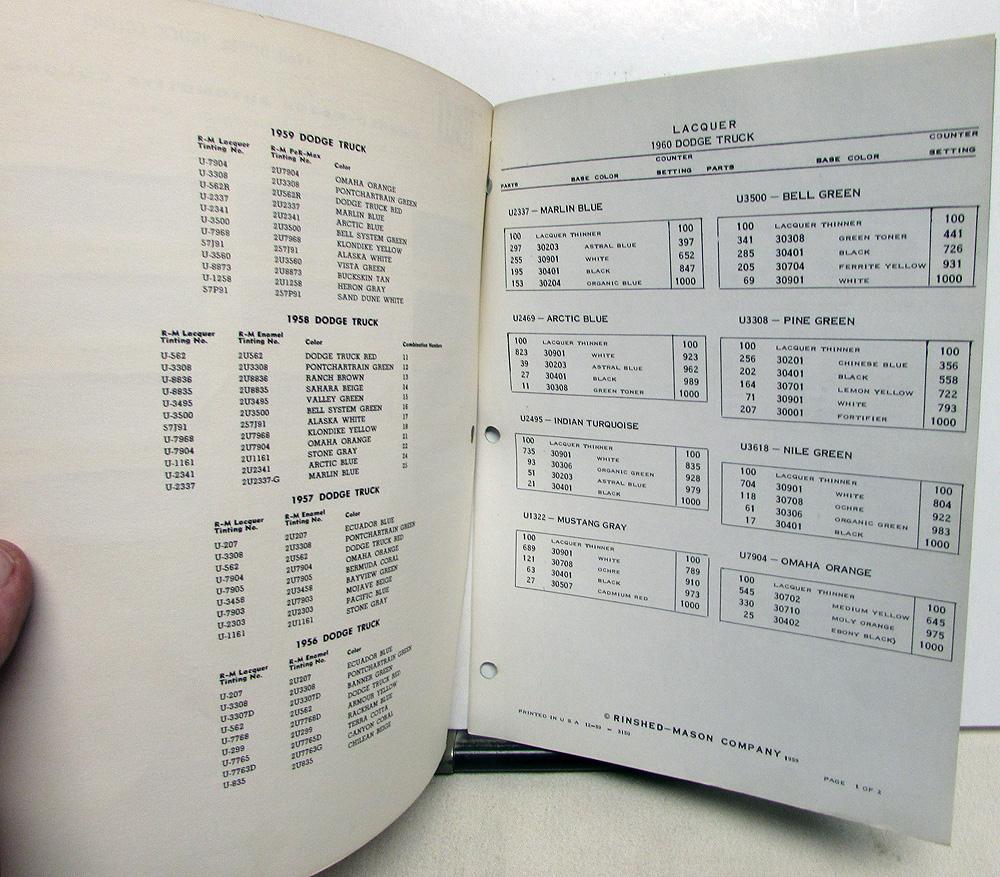 1959 DODGE TRUCK
R-M Lacquer Tinting No. R-M PeR-Max Tinting No. Color
U-7904 2U7904 OMAHA ORANGE
U-3308 2U3308 PONTCHARTRAIN GREEN
U-562R 2U562R DODGE TRUCK RED
U-2337 2U2337 MARLIN BLUE
U-2341 2U2341 ARCTIC BLUE
U-3500 2U3500 BELL SYSTEM GREEN
U-7968 2U7968 KLONDIKE YELLOW
57J91 257J91 ALASKA WHITE
U-3560 2U3560 VISTA GREEN
U-8873 2U8873 BUCKSKIN TAN
U-1258 2U1258 HERON GRAY
57P91 257P91 SAND DUNE WHITE
1958 DODGE TRUCK
R-M Lacquer Tinting No. R-M Enamel Tinting No. Color Combination Numbers
U-562 2U562 DODGE TRUCK RED 11
U-3308 2U3308 PONTCHARTRAIN GREEN 12
U-8836 2U8836 RANCH BROWN 13
U-8835 2U8835 SAHARA BEIGE 14
U-3495 2U3495 VALLEY GREEN 15
U-3500 2U3500 BELL SYSTEM GREEN 16
57J91 257J91 ALASKA WHITE 17
U-7968 2U7968 KLONDIKE YELLOW 18
U-7904 2U7904 OMAHA ORANGE 21
U-1161 2U1161 STONE GRAY 22
U-2341 2U2341 ARCTIC BLUE 24
U-2337 2U2337-G MARLIN BLUE 25
1957 DODGE TRUCK
R-M Lacquer Tinting No. R-M Enamel Tinting No. Color
U-207 2U207 ECUADOR BLUE
U-3308 2U3308 PONTCHARTRAIN GREEN
U-562 2U562 DODGE TRUCK RED
U-7904 2U7904 OMAHA ORANGE
U-7905 2U7905 BERMUDA CORAL
U-3458 2U3458 BAYVIEW GREEN
U-7903 2U7903 MOJAVE BEIGE
U-2303 2U2303 PACIFIC BLUE
U-1161 2U1161 STONE GRAY
1956 DODGE TRUCK
R-M Lacquer Tinting No. R-M Enamel Tinting No. Color
U-207 2U207 ECUADOR BLUE
U-3308 2U3308 PONTCHARTRAIN GREEN
U-3307D 2U3307D BANNER GREEN
U-562 2U562 DODGE TRUCK RED
U-7768 2U7768D ARMOUR YELLOW
U-299 2U299 RACKHAM BLUE
U-7765 2U7765D TERRA COTTA
U-7763D 2U7763G CANYON CORAL
U-835 2U835 CHILEAN BEIGE
LACQUER
1960 DODGE TRUCK
PARTS BASE COLOR COUNTER SETTING PARTS BASE COLOR COUNTER SETTING
U2337 — MARLIN BLUE
100 LACQUER THINNER 100
297 30203 ASTRAL BLUE 397
255 30901 WHITE 652
195 30401 BLACK 847
153 30204 ORGANIC BLUE 1000
U2469 — ARCTIC BLUE
100 LACQUER THINNER 100
823 30901 WHITE 923
39 30203 ASTRAL BLUE 962
27 30401 BLACK 989
11 30308 GREEN TONER 1000
U2495 — INDIAN TURQUOISE
100 LACQUER THINNER 100
735 30901 WHITE 835
93 30306 ORGANIC GREEN 928
51 30203 ASTRAL BLUE 979
21 30401 BLACK 1000
U1322 — MUSTANG GRAY
100 LACQUER THINNER 100
689 30901 WHITE 789
121 30708 OCHRE 910
63 30401 BLACK 973
27 30507 CADMIUM RED 1000
U3500 — BELL GREEN
100 LACQUER THINNER 100
341 30308 GREEN TONER 441
285 30401 BLACK 726
205 30704 FERRITE YELLOW 931
69 30901 WHITE 1000
U3308 — PINE GREEN
100 LACQUER THINNER 100
256 30201 CHINESE BLUE 356
202 30401 BLACK 558
164 30701 LEMON YELLOW 722
71 30901 WHITE 793
207 30001 FORTIFIER 1000
U3618 — NILE GREEN
100 LACQUER THINNER 100
704 30901 WHITE 804
118 30708 OCHRE 922
61 30306 ORGANIC GREEN 983
17 30401 BLACK 1000
U7904 — OMAHA ORANGE
100 LACQUER THINNER 100
545 30702 MEDIUM YELLOW 645
330 30710 MOLY ORANGE 975
25 30402 EBONY BLACK) 1000
PRINTED IN U S A 12—59 — 3150
© RINSHED—MASON COMPANY 1959
PAGE 1 OF 2